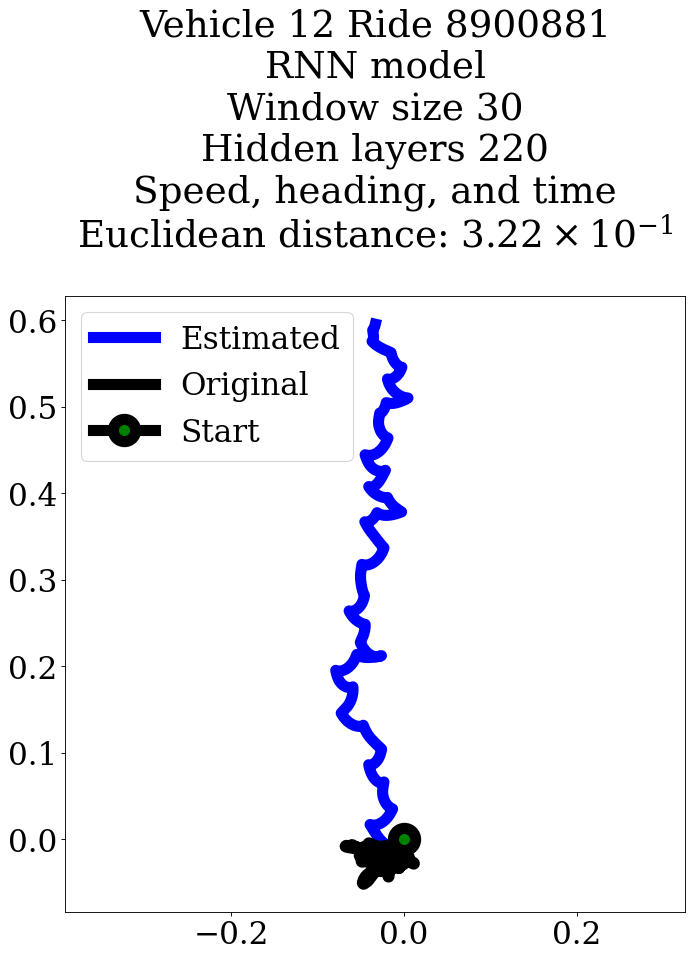 Vehicle 12 Ride 8900881
RNN model
Window size 30
Hidden layers 220
Speed, heading, and time
Euclidean distance: 3.22 × 10⁻¹
Estimated
Original
Start
0.6
0.5
0.4
0.3
0.2
0.1
0.0
−0.2
0.0
0.2